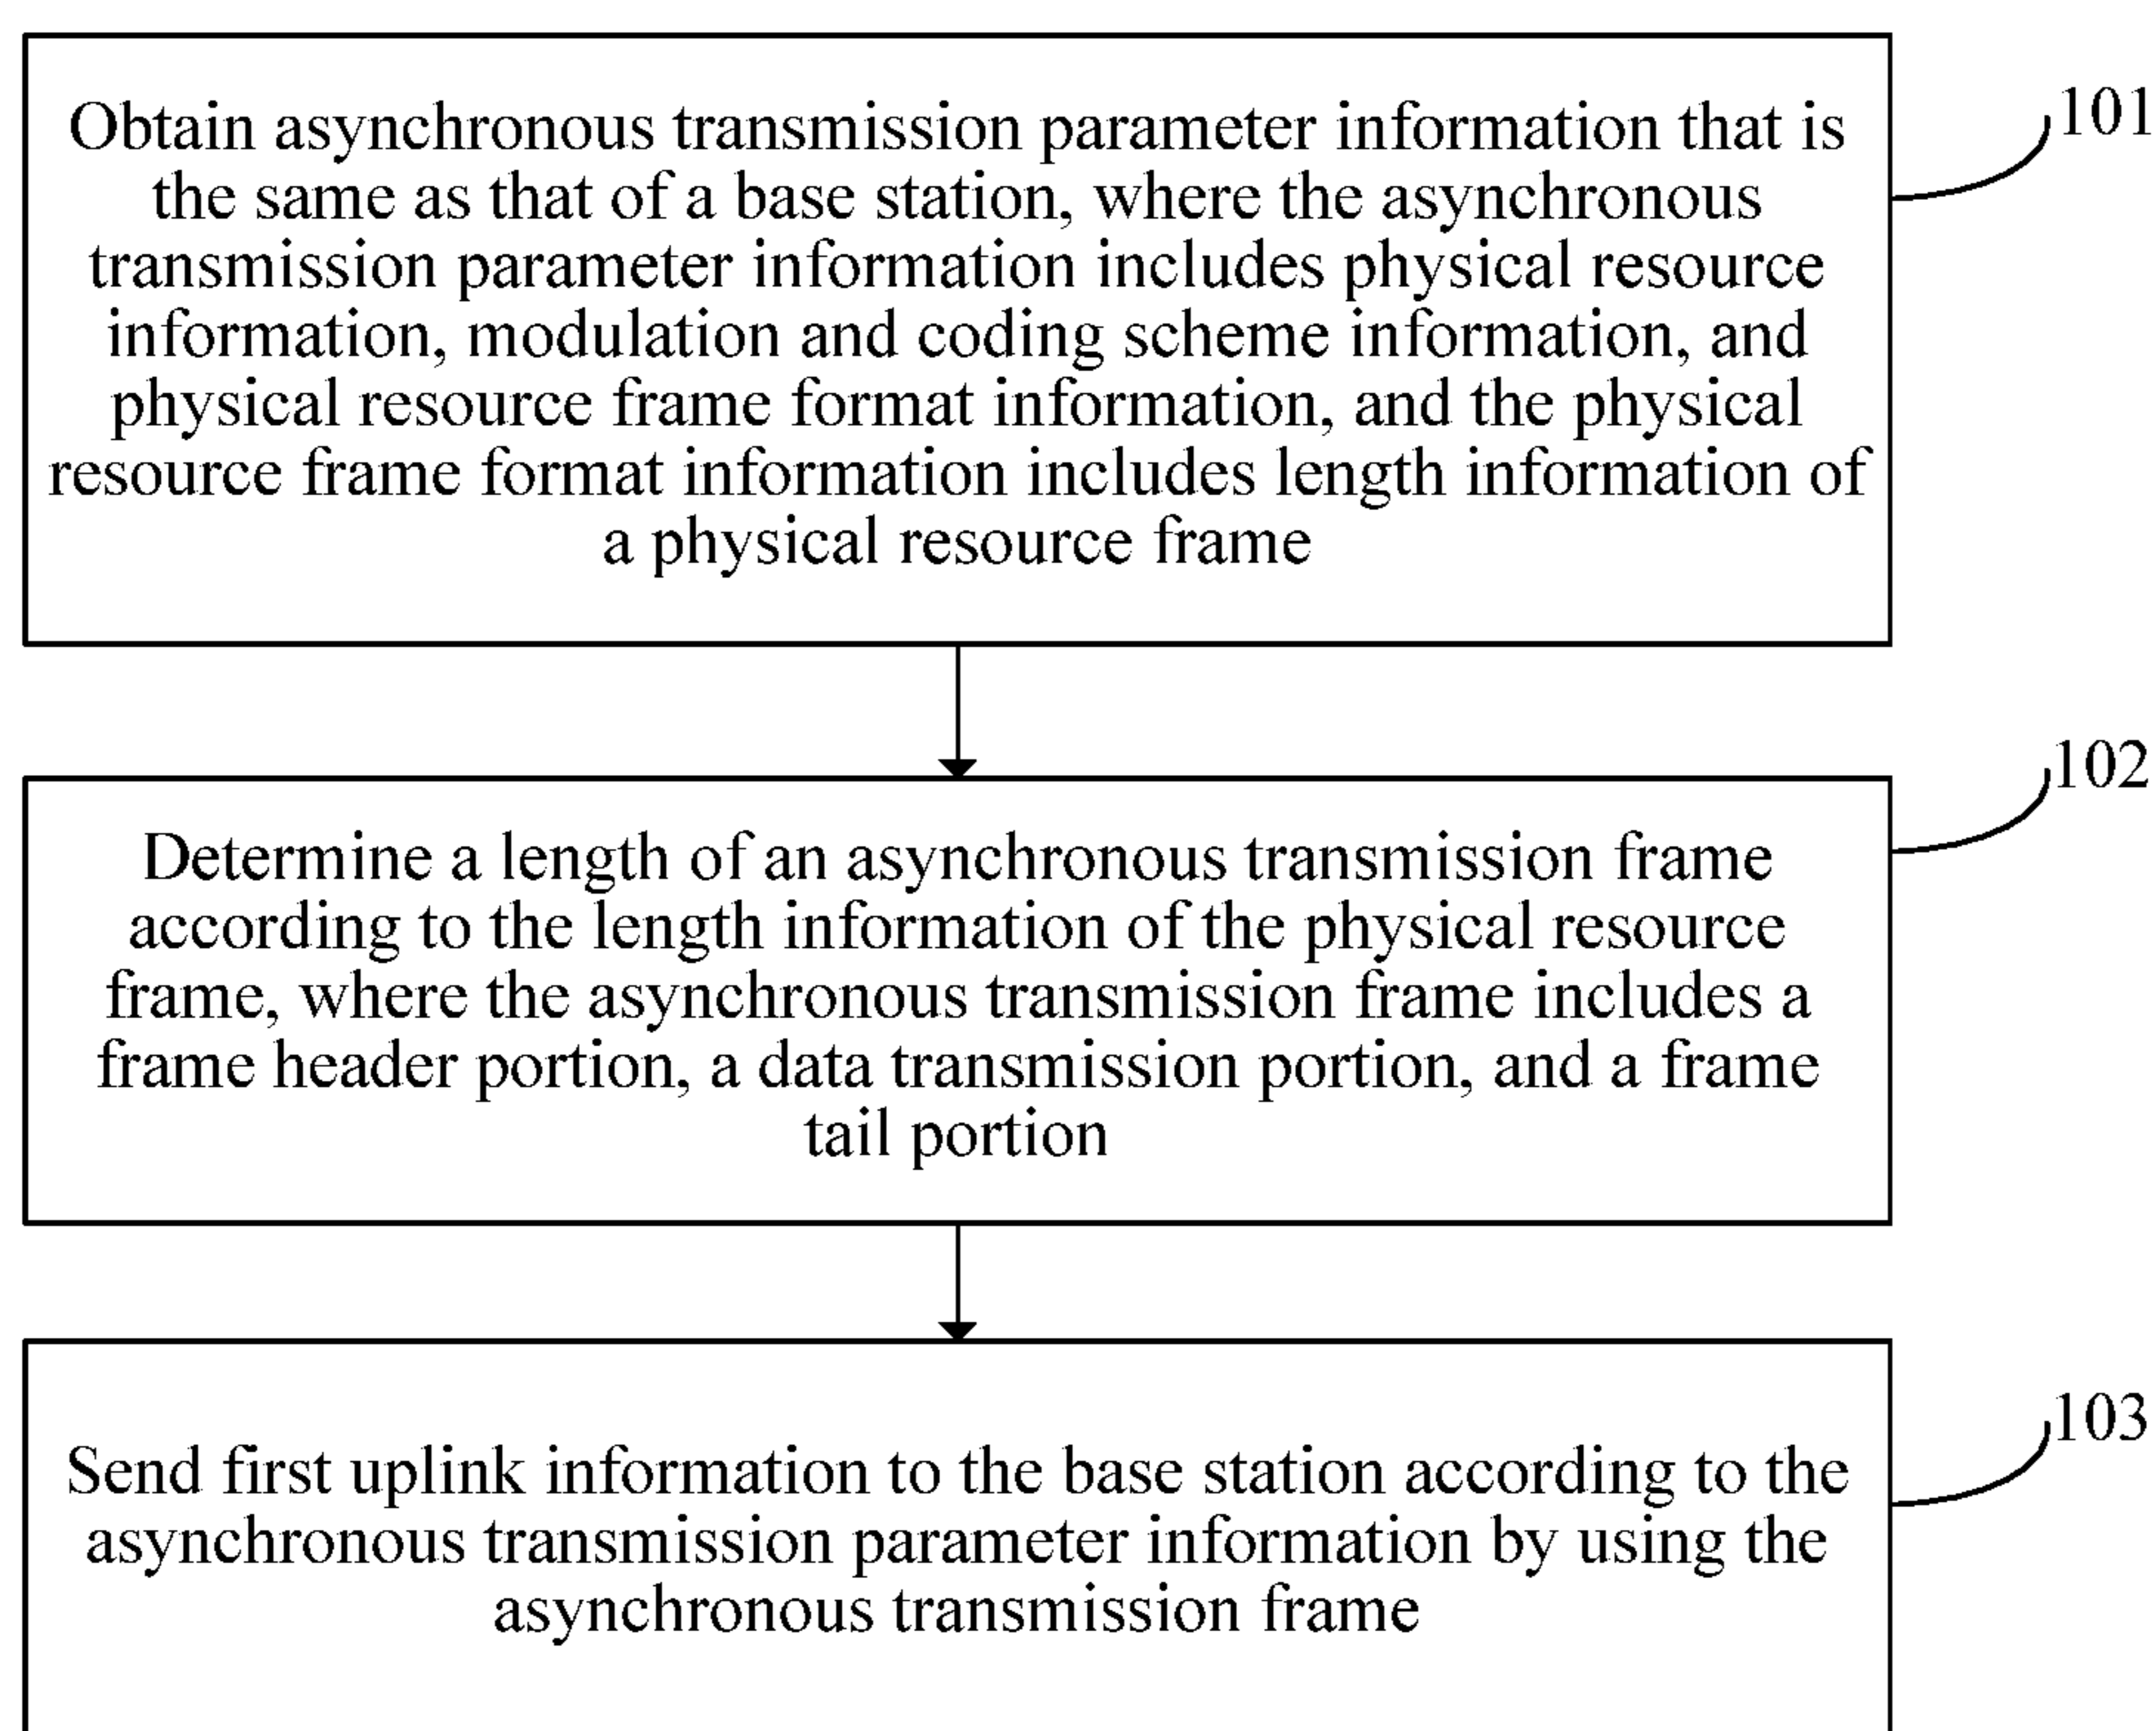 Obtain asynchronous transmission parameter information that is
the same as that of a base station, where the asynchronous
transmission parameter information includes physical resource
information, modulation and coding scheme information, and
physical resource frame format information, and the physical
resource frame format information includes length information of
a physical resource frame
101
Determine a length of an asynchronous transmission frame
according to the length information of the physical resource
frame, where the asynchronous transmission frame includes a
frame header portion, a data transmission portion, and a frame
tail portion
102
Send first uplink information to the base station according to the
asynchronous transmission parameter information by using the
asynchronous transmission frame
103